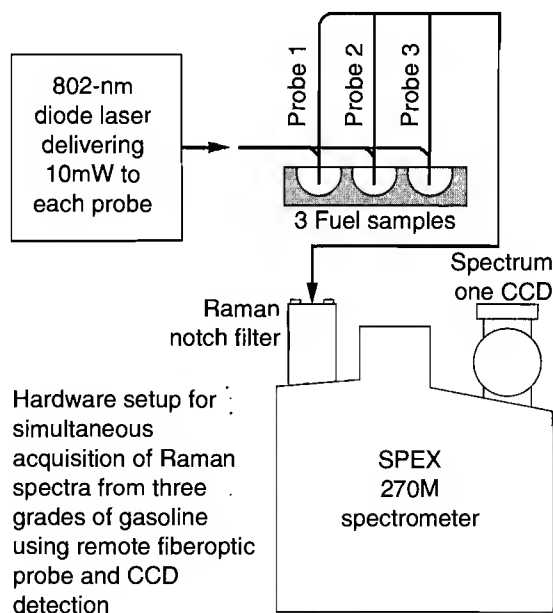 802-nm
diode laser
delivering
10mW to
each probe
Probe 1
Probe 2
Probe 3
3 Fuel samples
Spectrum
one CCD
Raman
notch filter
Hardware setup for
simultaneous
acquisition of Raman
spectra from three
grades of gasoline
using remote fiberoptic
probe and CCD
detection
SPEX
270M
spectrometer